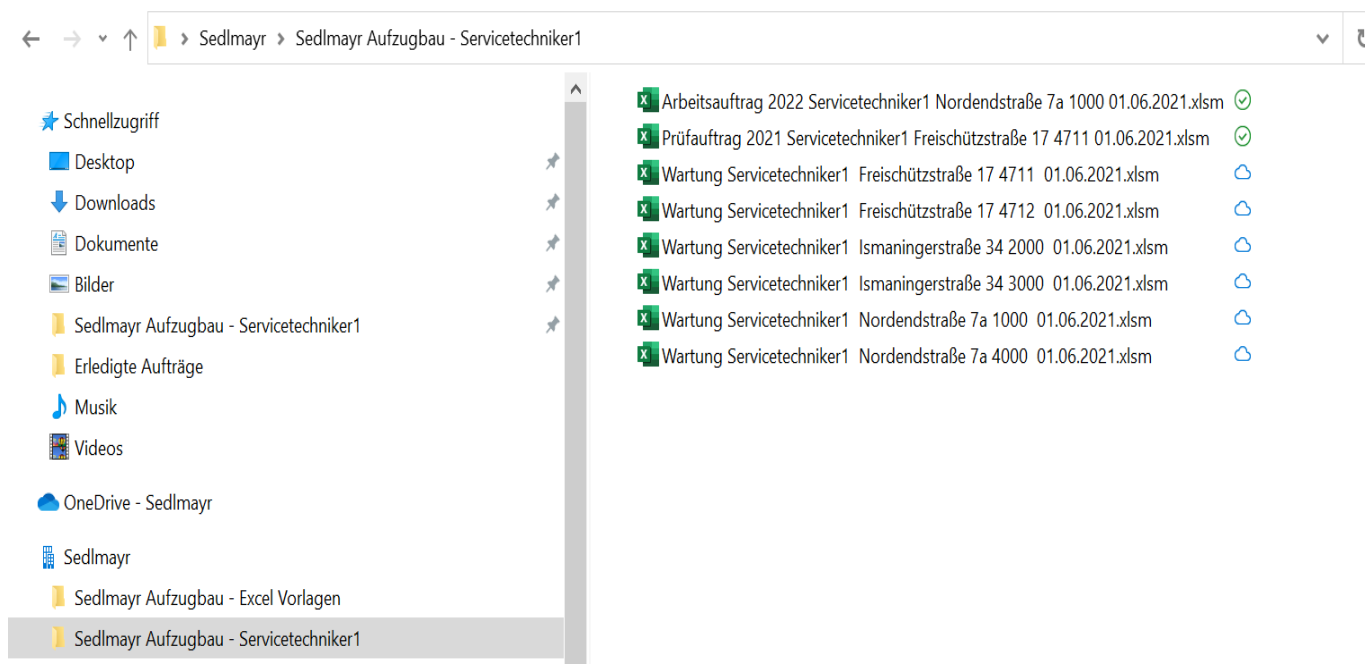 Sedlmayr > Sedlmayr Aufzugbau - Servicetechniker1
Schnellzugriff
Desktop
Downloads
Dokumente
Bilder
Sedlmayr Aufzugbau - Servicetechniker1
Erledigte Aufträge
Musik
Videos
OneDrive - Sedlmayr
Sedlmayr
Sedlmayr Aufzugbau - Excel Vorlagen
Sedlmayr Aufzugbau - Servicetechniker1
Arbeitsauftrag 2022 Servicetechniker1 Nordendstraße 7a 1000 01.06.2021.xlsm
Prüfauftrag 2021 Servicetechniker1 Freischützstraße 17 4711 01.06.2021.xlsm
Wartung Servicetechniker1  Freischützstraße 17 4711  01.06.2021.xlsm
Wartung Servicetechniker1  Freischützstraße 17 4712  01.06.2021.xlsm
Wartung Servicetechniker1  Ismaningerstraße 34 2000  01.06.2021.xlsm
Wartung Servicetechniker1  Ismaningerstraße 34 3000  01.06.2021.xlsm
Wartung Servicetechniker1  Nordendstraße 7a 1000  01.06.2021.xlsm
Wartung Servicetechniker1  Nordendstraße 7a 4000  01.06.2021.xlsm